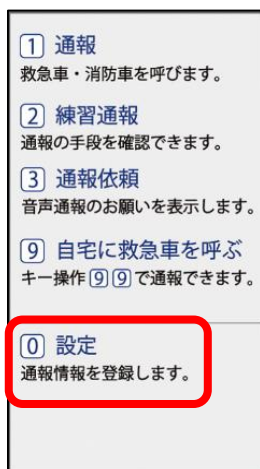 1 通報
救急車・消防車を呼びます。
2 練習通報
通報の手段を確認できます。
3 通報依頼
音声通報のお願いを表示します。
9 自宅に救急車を呼ぶ
キー操作99で通報できます。
0 設定
通報情報を登録します。